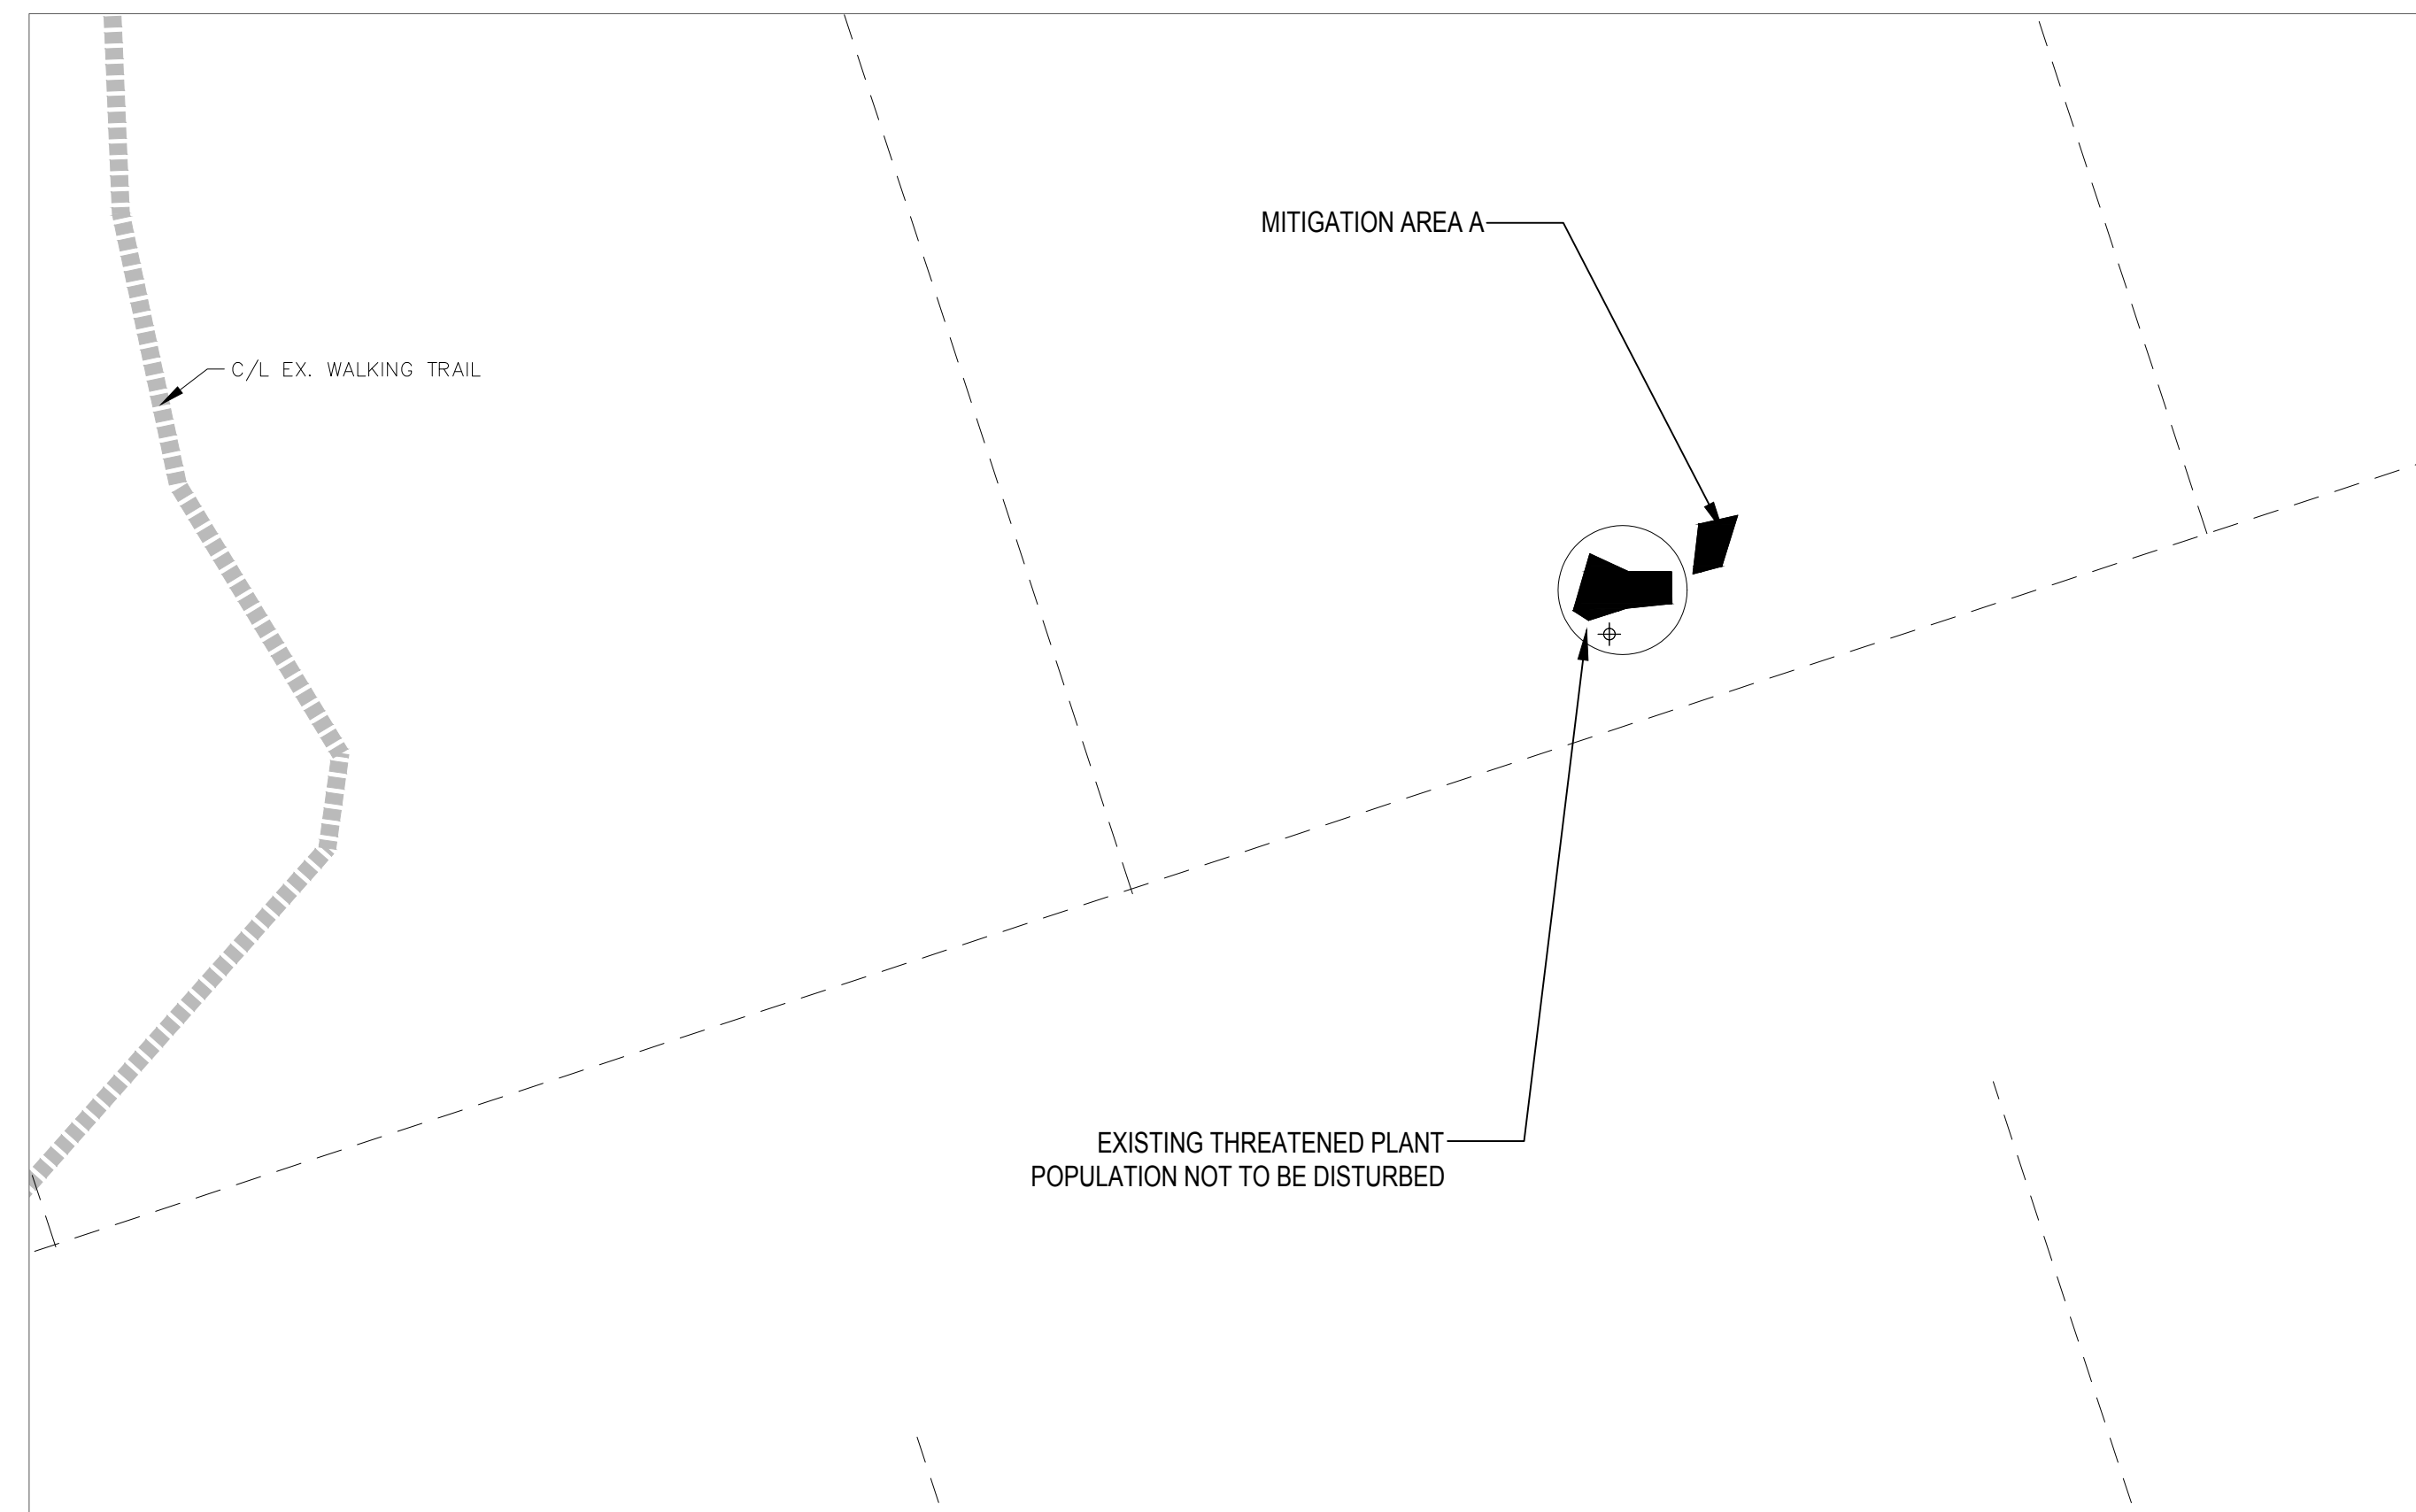 MITIGATION AREA A
C/L EX. WALKING TRAIL
EXISTING THREATENED PLANT
POPULATION NOT TO BE DISTURBED